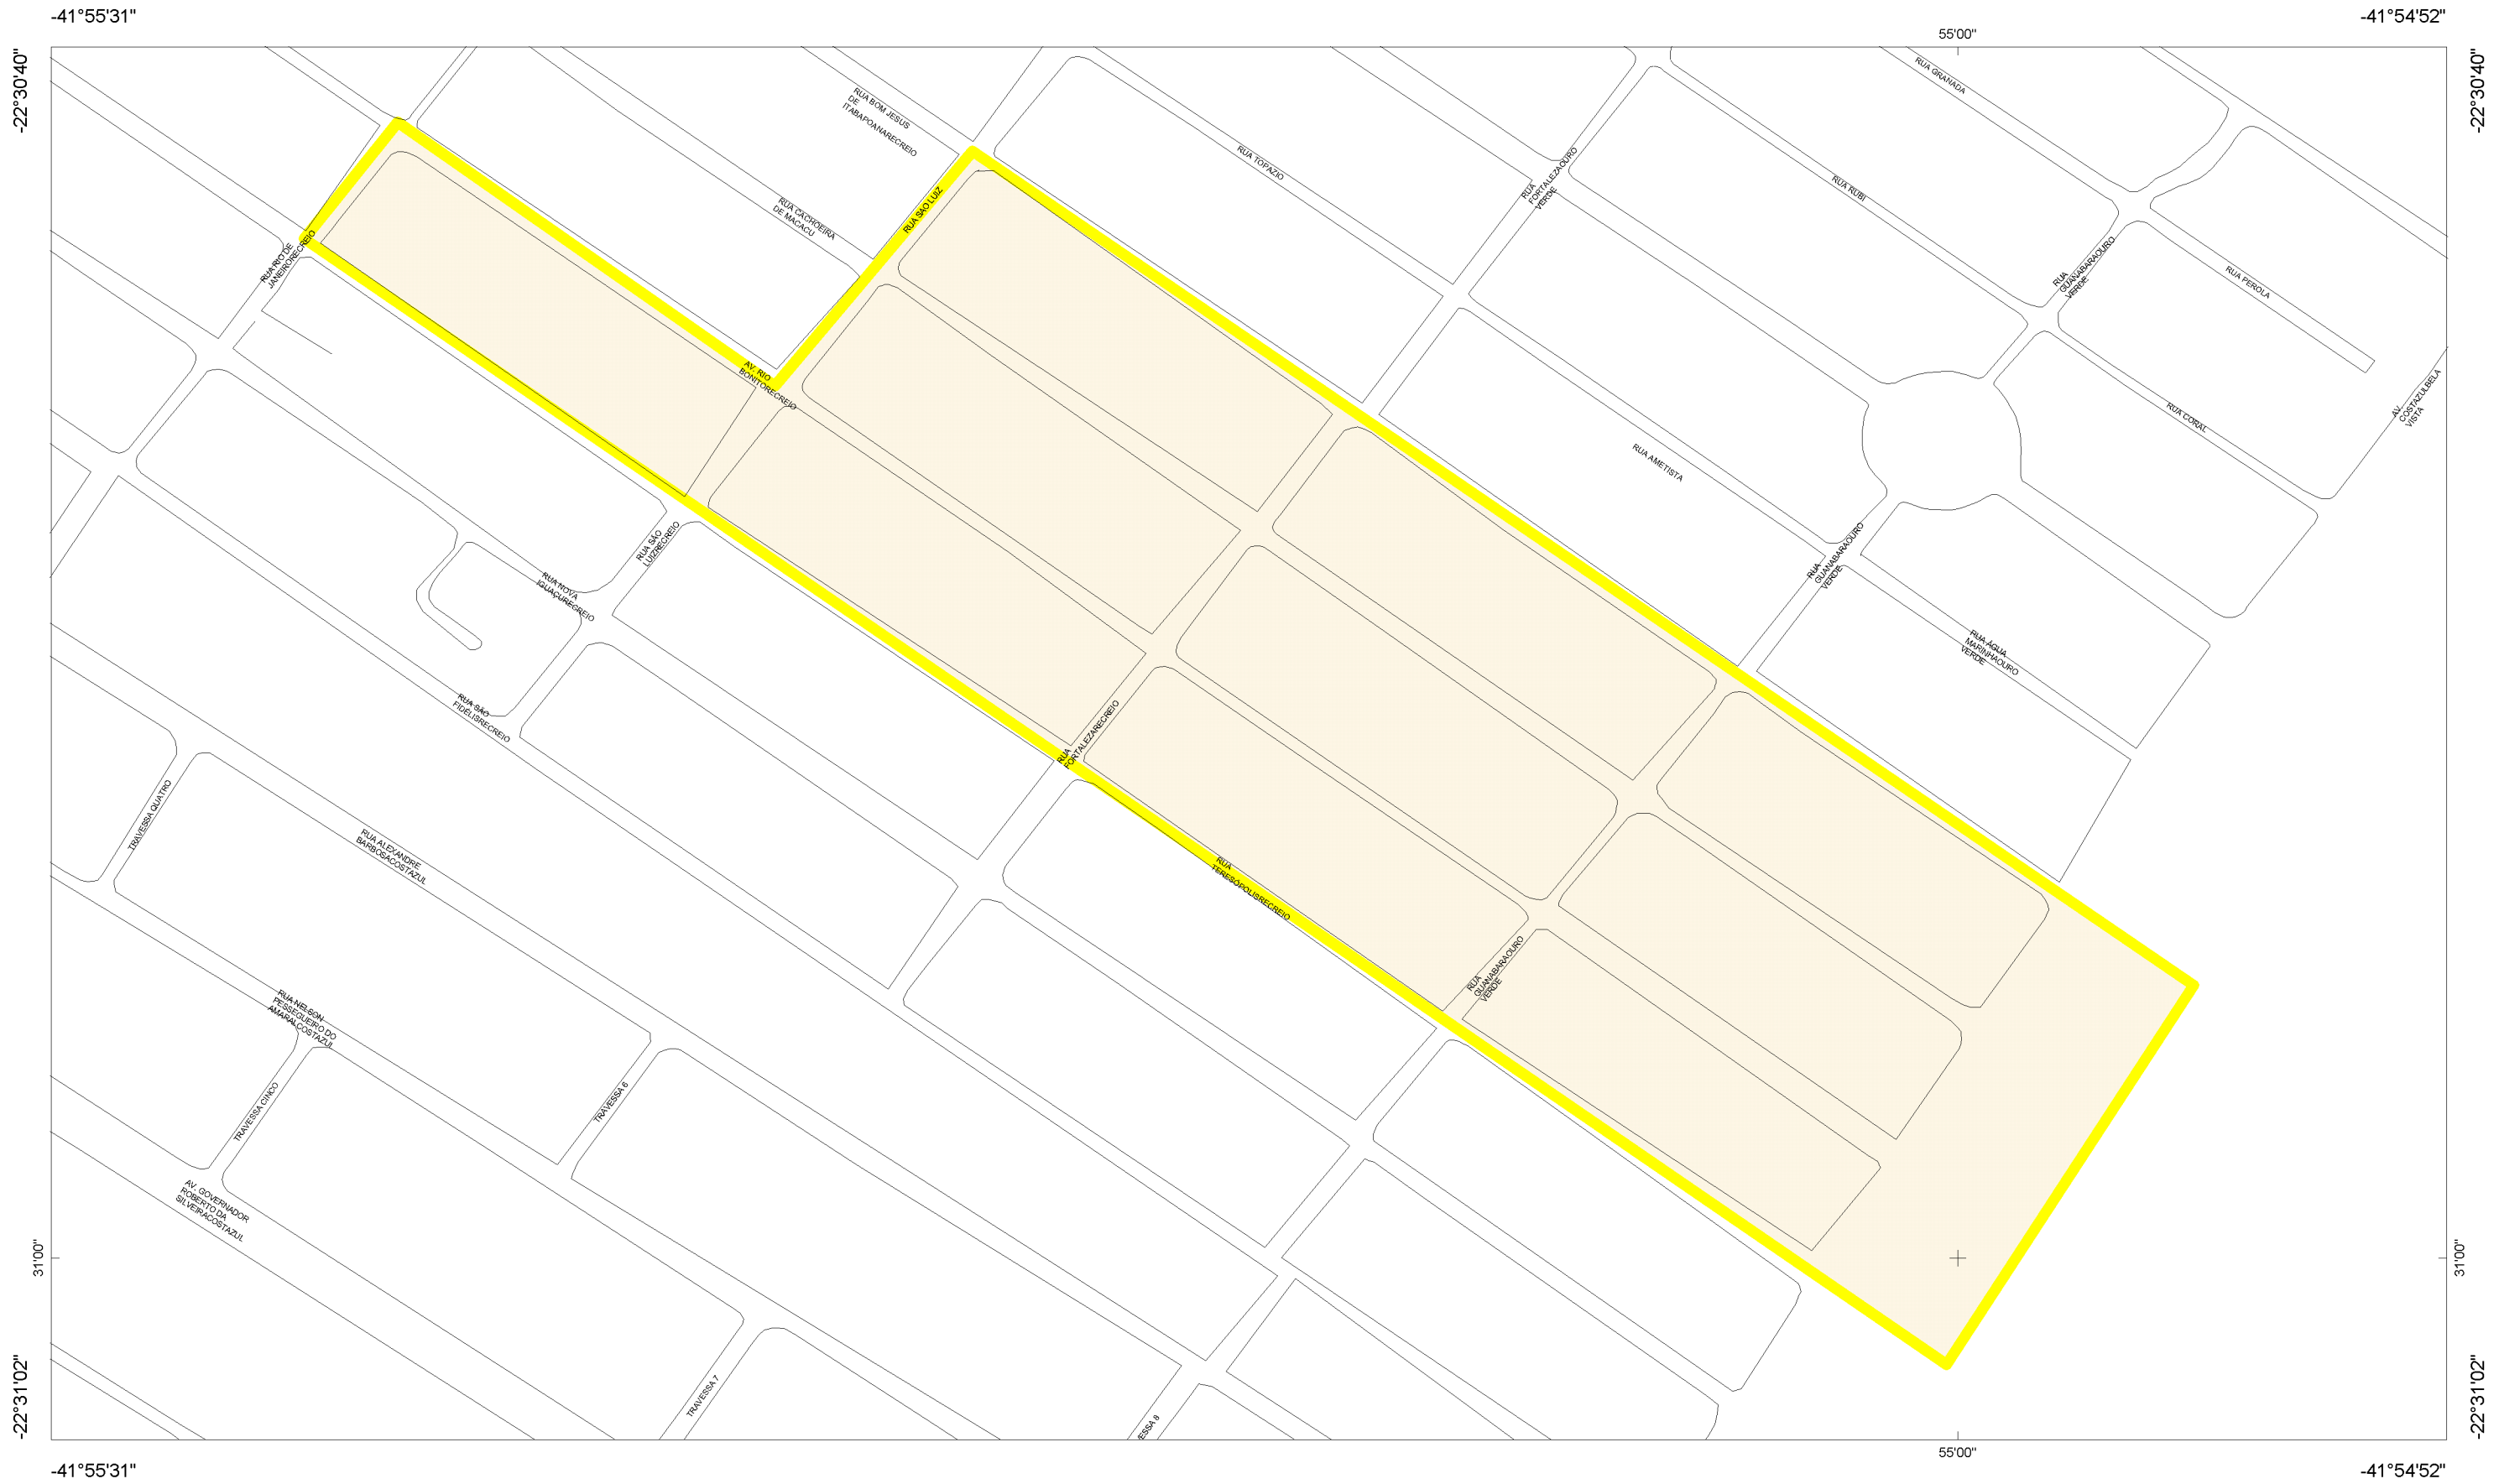 -41°55'31"
-41°54'52"
55'00"
-22°30'40"
-22°30'40"
RUA GRANADA
RUA BOM JESUS
DE
ITABAPOANARECREIO
RUA TOPAZIO
RUA
FORTALEZAOURO
VERDE
RUA RUBI
RUA SÃO LUIZ
RUA CACHOEIRA
DE MACACU
RUA RIO DE
JANEIRORECREIO
RUA
GUANABARAOURO
VERDE
RUA PEROLA
AV. RIO
BONITORECREIO
AV.
COSTAZULBELA
VISTA
RUA CORAL
RUA AMETISTA
RUA SÃO
LUIZRECREIO
RUA
GUANABARAOURO
VERDE
RUA NOVA
IGUAÇURECREIO
RUA ÁGUA
MARINHAOURO
VERDE
RUA SÃO
FIDÉLISRECREIO
RUA
FORTALEZARECREIO
TRAVESSA QUATRO
RUA ALEXANDRE
BARBOSACOSTAZUL
RUA
TERESÓPOLISRECREIO
RUA
GUANABARAOURO
VERDE
RUA NELSON
PESSEGUEIRO DO
AMARALCOSTAZUL
TRAVESSA CINCO
TRAVESSA 6
AV. GOVERNADOR
ROBERTO DA
SILVEIRACOSTAZUL
31'00"
31'00"
TRAVESSA 7
VESSA 8
-22°31'02"
-22°31'02"
55'00"
-41°55'31"
-41°54'52"